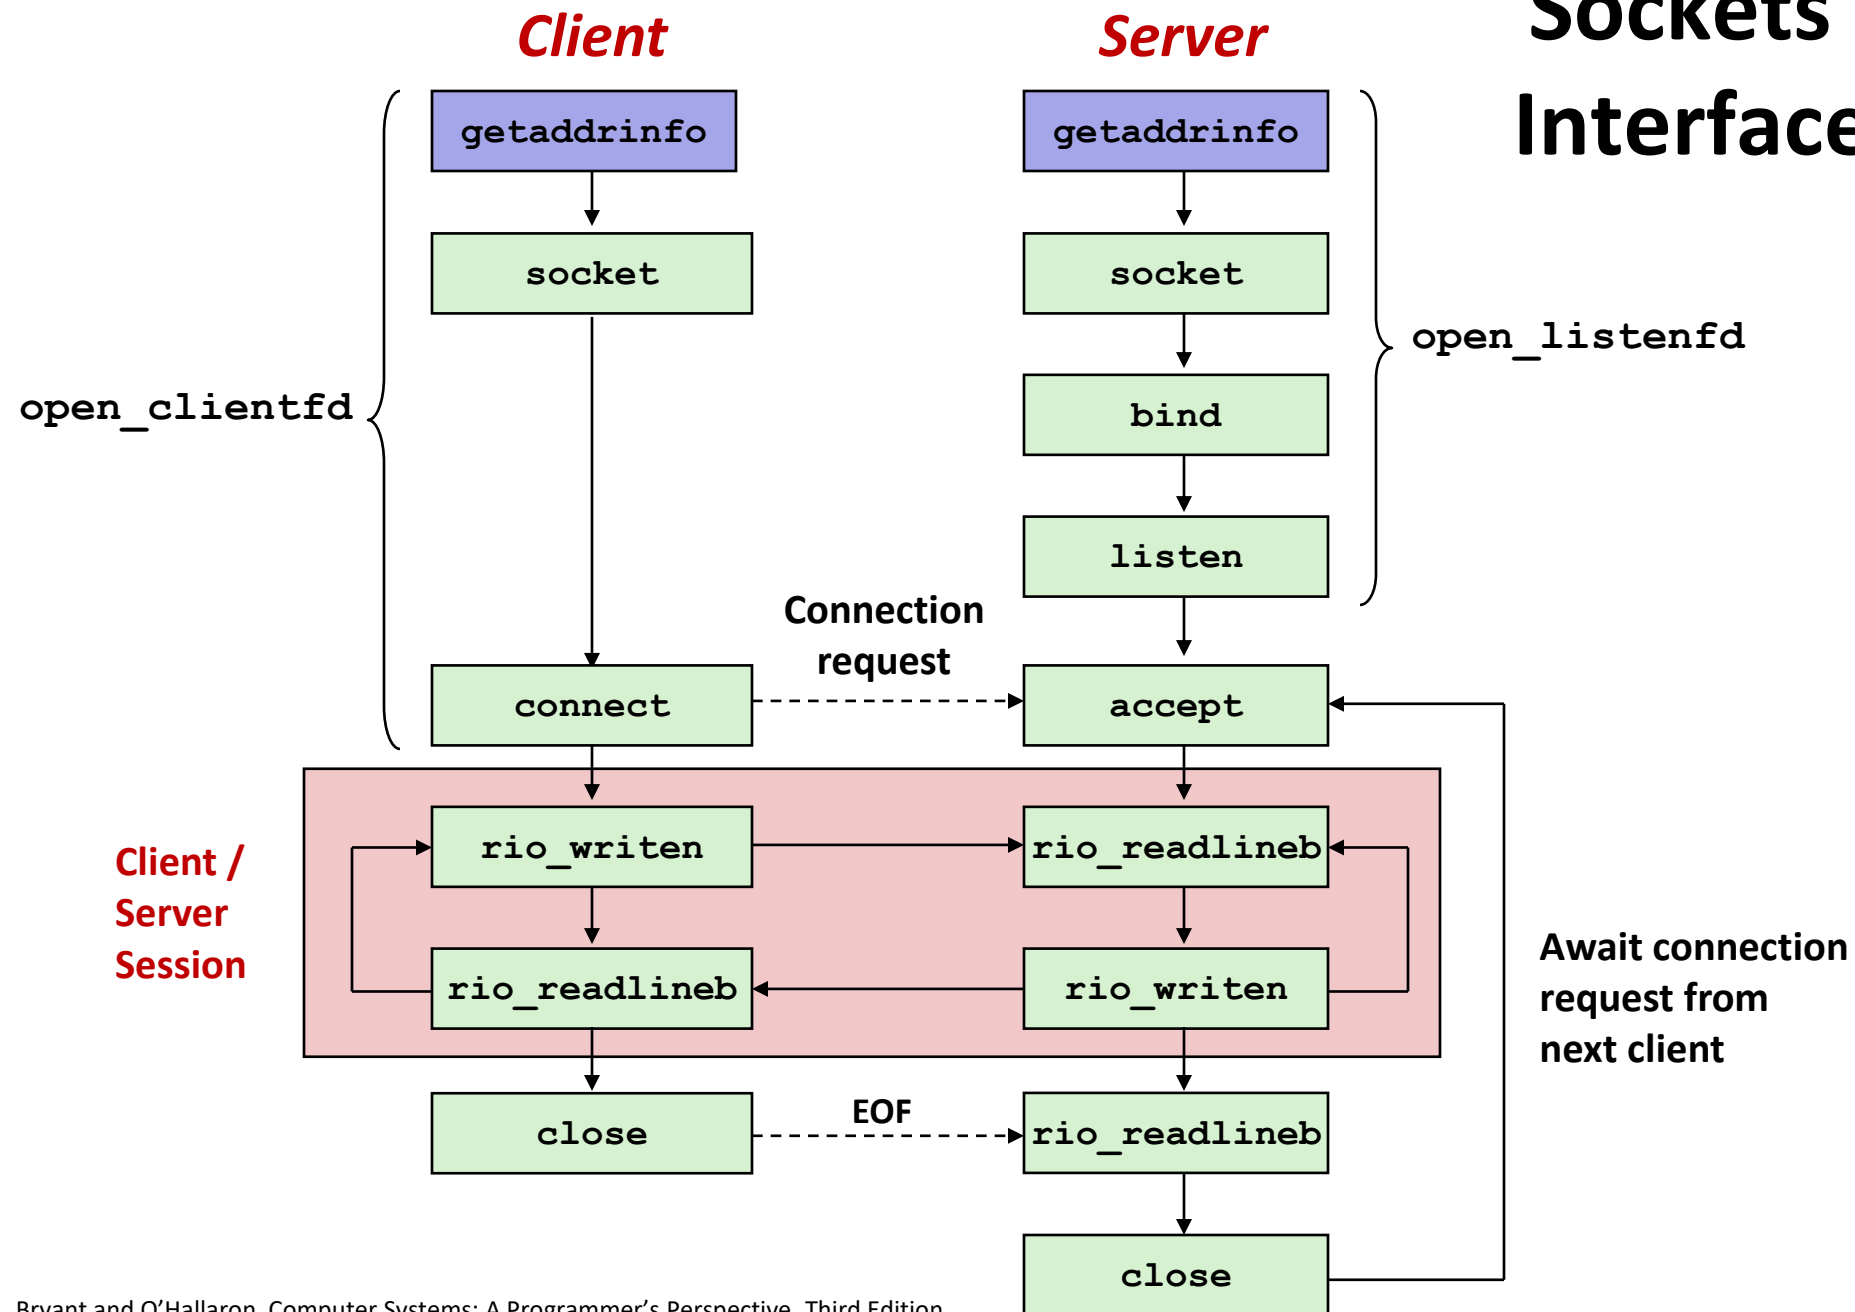 Client
Server
Sockets
Interface
getaddrinfo
getaddrinfo
socket
socket
open_clientfd
open_listenfd
bind
listen
Connection
request
connect
accept
Client /
Server
Session
rio_writen
rio_readlineb
rio_readlineb
rio_writen
Await connection
request from
next client
close
EOF
rio_readlineb
close
Bryant and O'Hallaron, Computer Systems: A Programmer's Perspective, Third Edition